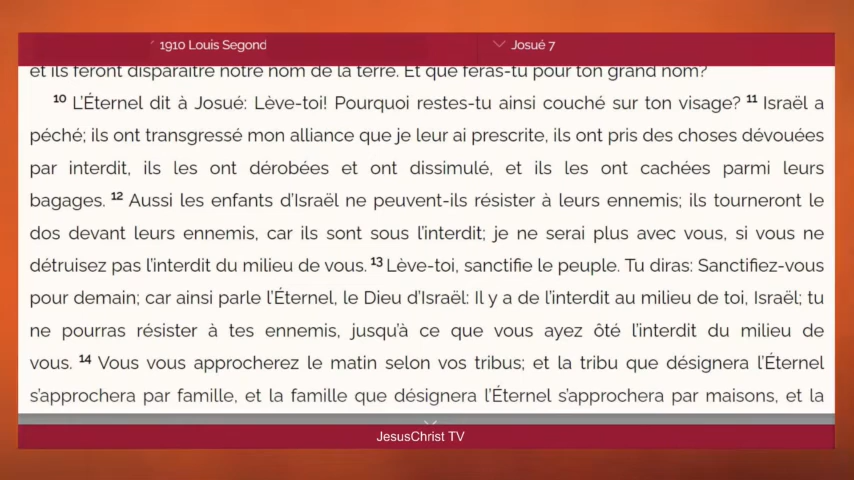 1910 Louis Segond
Josué 7
et ils feront disparaître notre nom de la terre. Et que feras-tu pour ton grand nom?
10 L'Éternel dit à Josué: Lève-toi! Pourquoi restes-tu ainsi couché sur ton visage? 11 Israël a
péché; ils ont transgressé mon alliance que je leur ai prescrite, ils ont pris des choses dévouées
par interdit, ils les ont dérobées et ont dissimulé, et ils les ont cachées parmi leurs
bagages. 12 Aussi les enfants d'Israël ne peuvent-ils résister à leurs ennemis; ils tourneront le
dos devant leurs ennemis, car ils sont sous l'interdit; je ne serai plus avec vous, si vous ne
détruisez pas l'interdit du milieu de vous. 13 Lève-toi, sanctifie le peuple. Tu diras: Sanctifiez-vous
pour demain; car ainsi parle l'Éternel, le Dieu d'Israël: Il y a de l'interdit au milieu de toi, Israël; tu
ne pourras résister à tes ennemis, jusqu'à ce que vous ayez ôté l'interdit du milieu de
vous. 14 Vous vous approcherez le matin selon vos tribus; et la tribu que désignera l'Éternel
s'approchera par famille, et la famille que désignera l'Éternel s'approchera par maisons, et la
JesusChrist TV